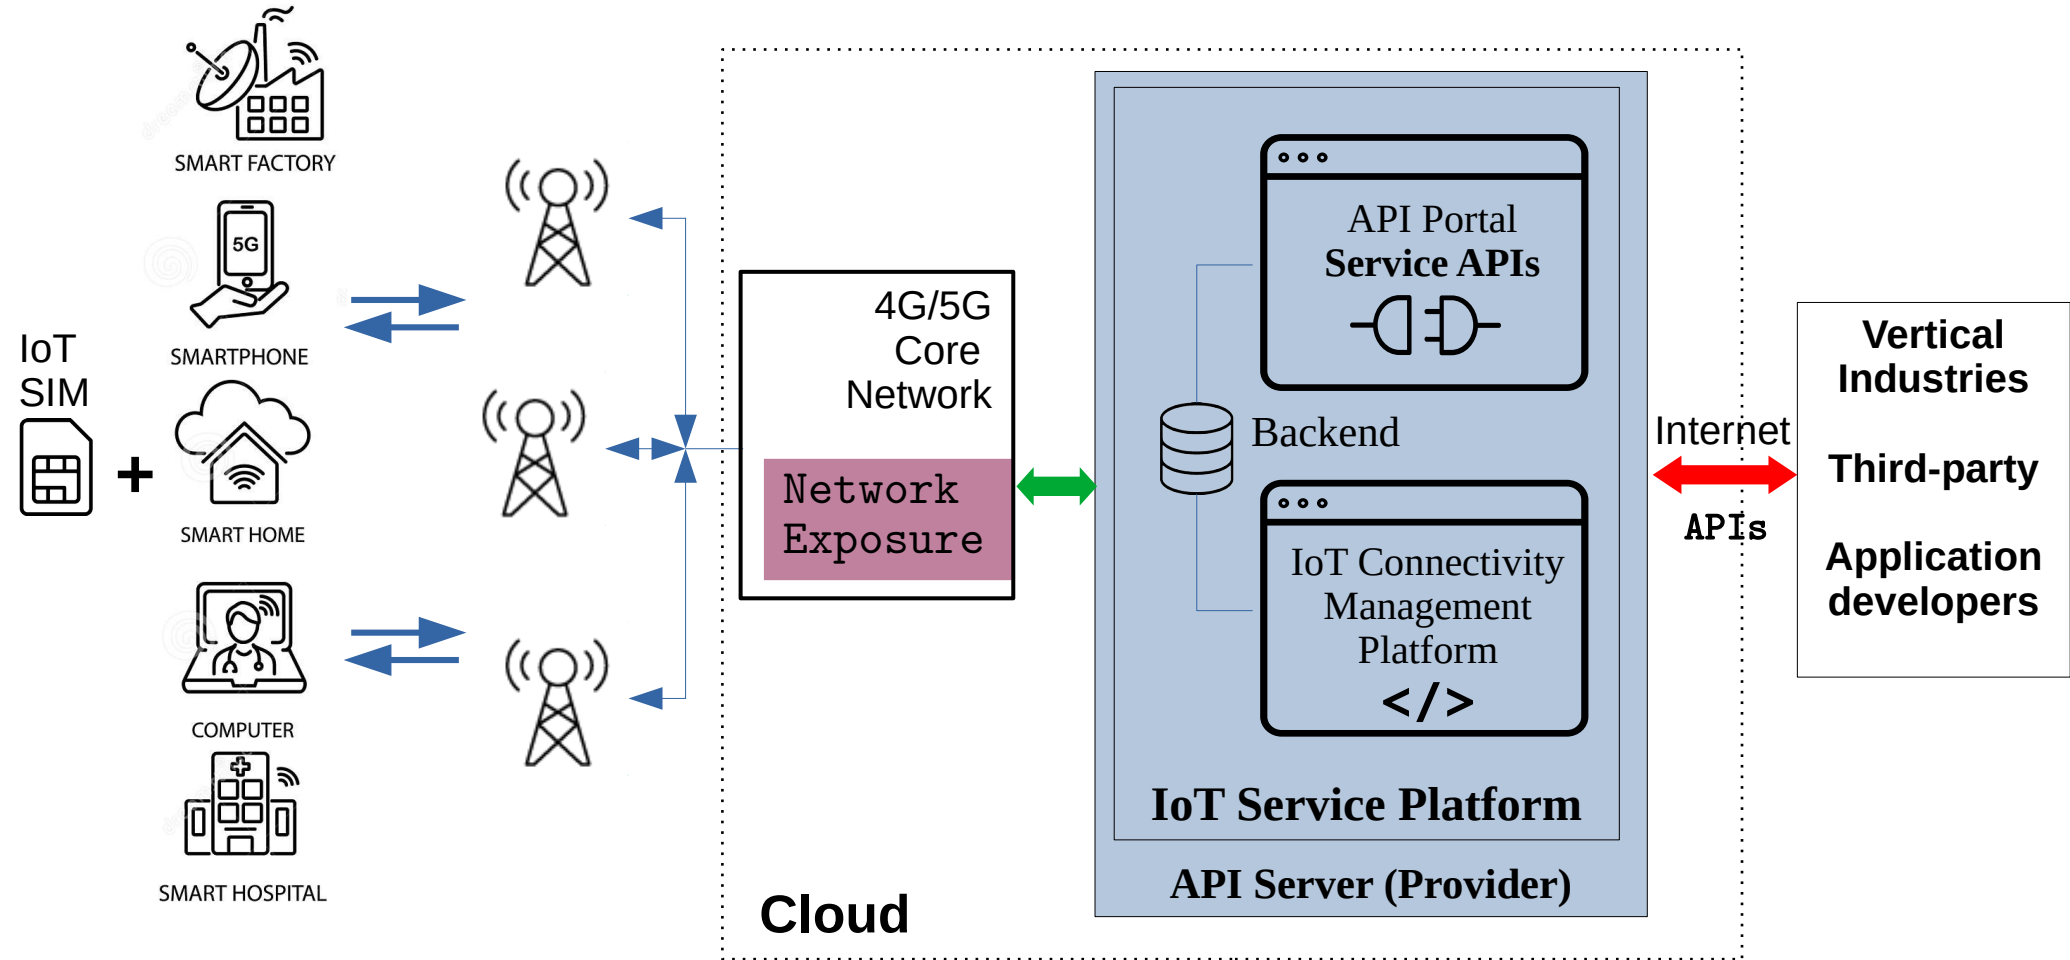 SMART FACTORY
5G
SMARTPHONE
IoT
SIM
+
SMART HOME
COMPUTER
SMART HOSPITAL
4G/5G
Core
Network
Network
Exposure
Cloud
API Portal
Service APIs
Backend
IoT Connectivity
Management
Platform
</>
IoT Service Platform
API Server (Provider)
Internet
APIs
Vertical
Industries
Third-party
Application
developers